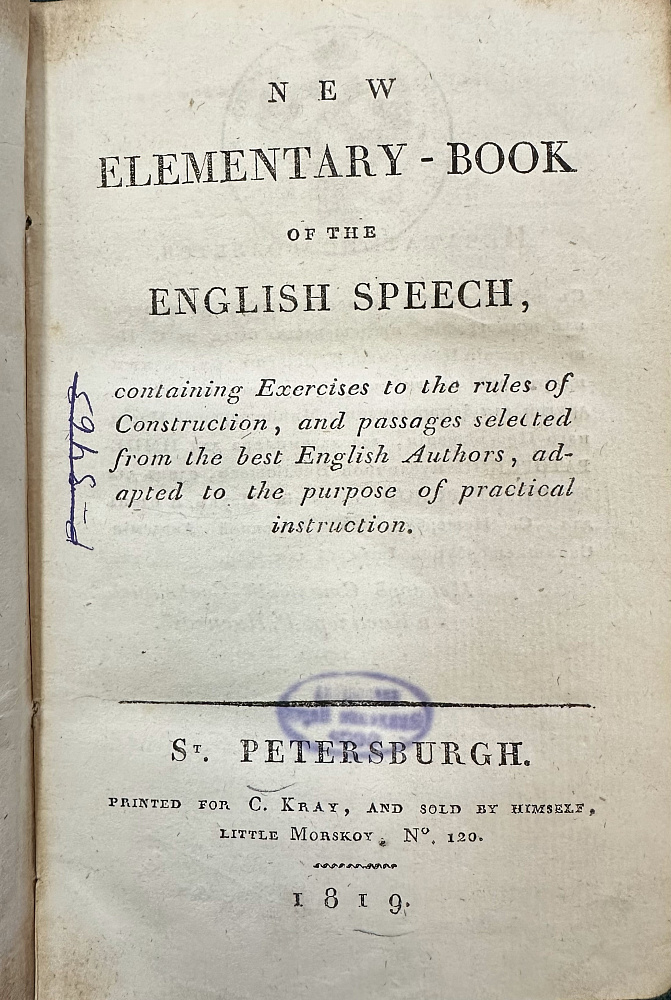 NEW
ELEMENTARY - BOOK
OF THE
ENGLISH SPEECH,
containing Exercises to the rules of
Construction, and passages selected
from the best English Authors, ad-
apted to the purpose of practical
instruction.
St. PETERSBURGH.
PRINTED FOR C. KRAY, AND SOLD BY HIMSELF,
LITTLE MORSKOY, No. 120.
1819.